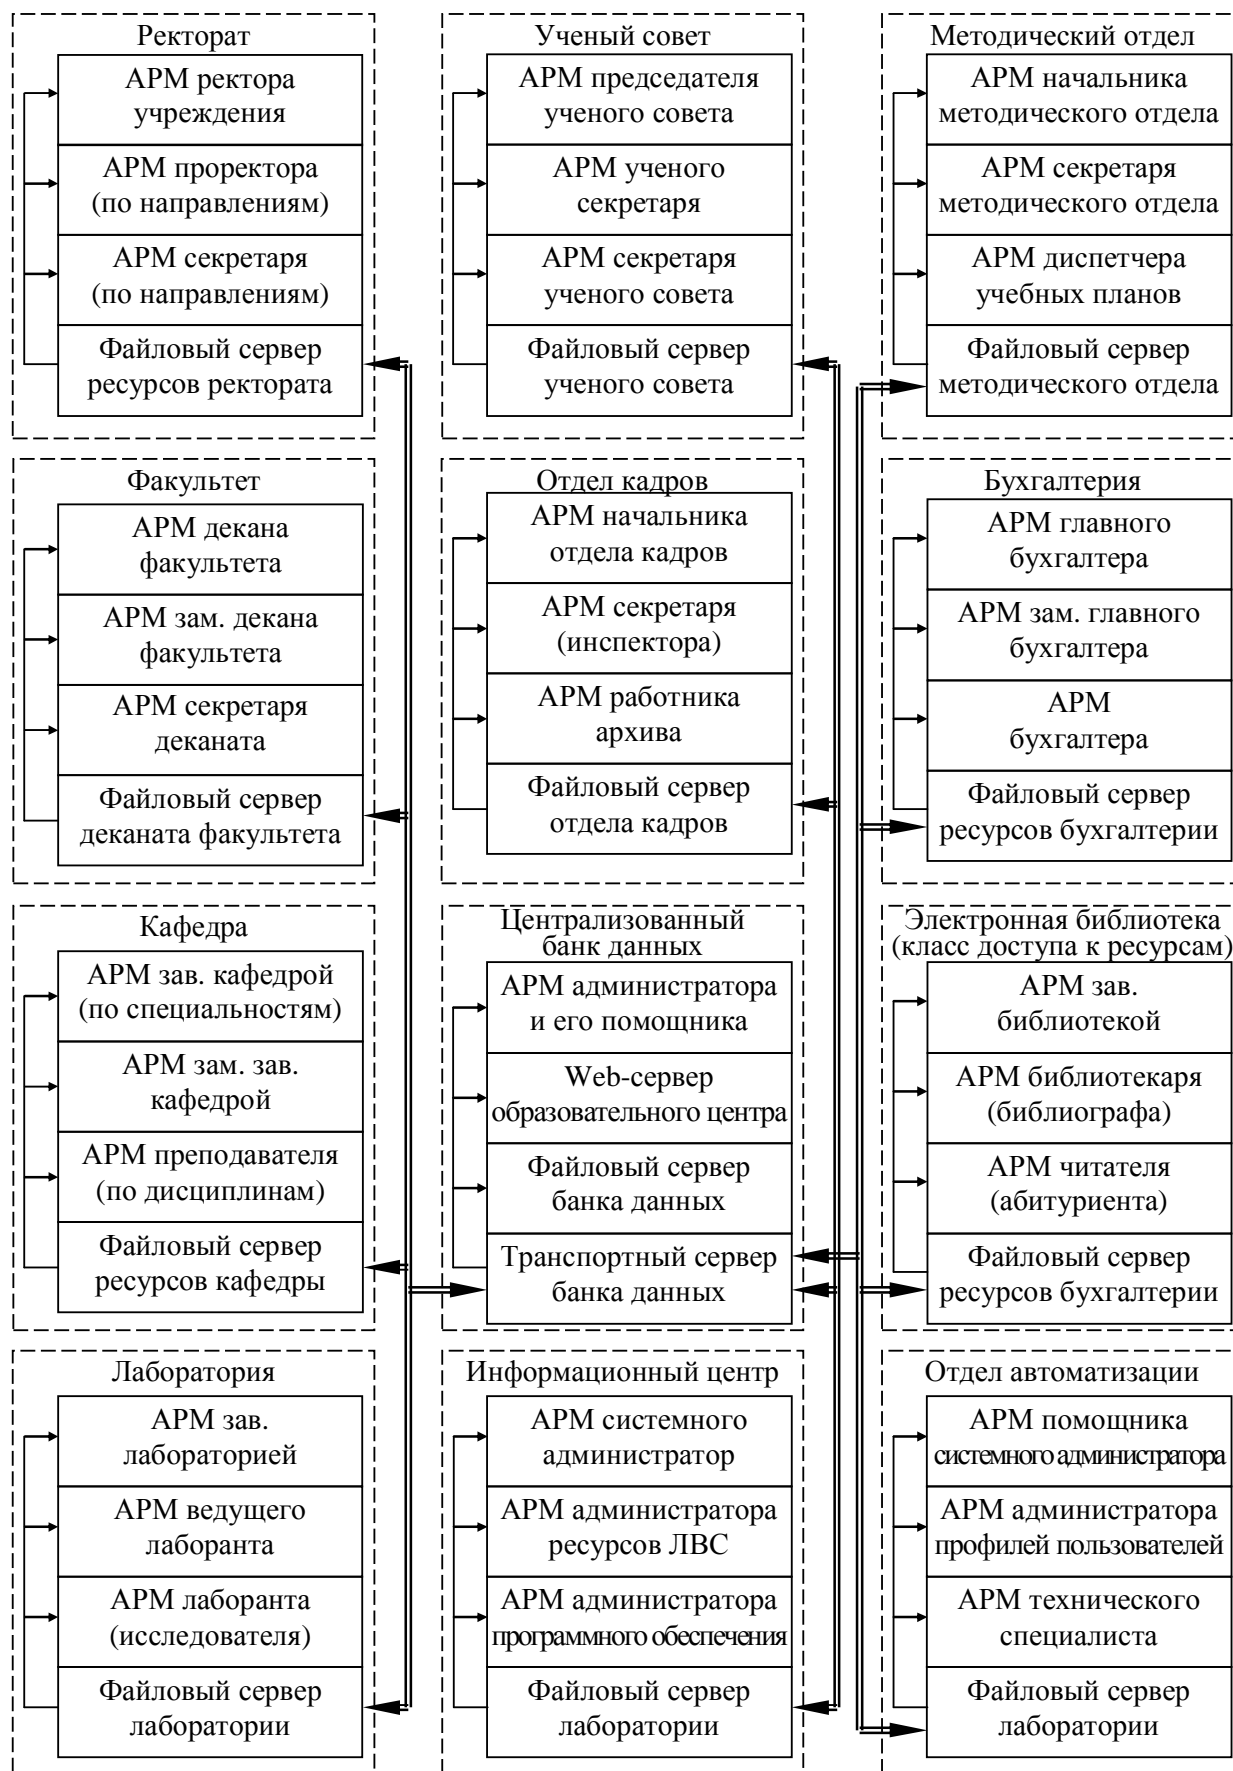 Ректорат
АРМ ректора
учреждения
АРМ проректора
(по направлениям)
АРМ секретаря
(по направлениям)
Файловый сервер
ресурсов ректората
Ученый совет
АРМ председателя
ученого совета
АРМ ученого
секретаря
АРМ секретаря
ученого совета
Файловый сервер
ученого совета
Методический отдел
АРМ начальника
методического отдела
АРМ секретаря
методического отдела
АРМ диспетчера
учебных планов
Файловый сервер
методического отдела
Факультет
АРМ декана
факультета
АРМ зам. декана
факультета
АРМ секретаря
деканата
Файловый сервер
деканата факультета
Отдел кадров
АРМ начальника
отдела кадров
АРМ секретаря
(инспектора)
АРМ работника
архива
Файловый сервер
отдела кадров
Бухгалтерия
АРМ главного
бухгалтера
АРМ зам. главного
бухгалтера
АРМ
бухгалтера
Файловый сервер
ресурсов бухгалтерии
Кафедра
АРМ зав. кафедрой
(по специальностям)
АРМ зам. зав.
кафедрой
АРМ преподавателя
(по дисциплинам)
Файловый сервер
ресурсов кафедры
Централизованный
банк данных
АРМ администратора
и его помощника
Web-сервер
образовательного центра
Файловый сервер
банка данных
Транспортный сервер
банка данных
Электронная библиотека
(класс доступа к ресурсам)
АРМ зав.
библиотекой
АРМ библиотекаря
(библиографа)
АРМ читателя
(абитуриента)
Файловый сервер
ресурсов бухгалтерии
Лаборатория
АРМ зав.
лабораторией
АРМ ведущего
лаборанта
АРМ лаборанта
(исследователя)
Файловый сервер
лаборатории
Информационный центр
АРМ системного
администратор
АРМ администратора
ресурсов ЛВС
АРМ администратора
программного обеспечения
Файловый сервер
лаборатории
Отдел автоматизации
АРМ помощника
системного администратора
АРМ администратора
профилей пользователей
АРМ технического
специалиста
Файловый сервер
лаборатории